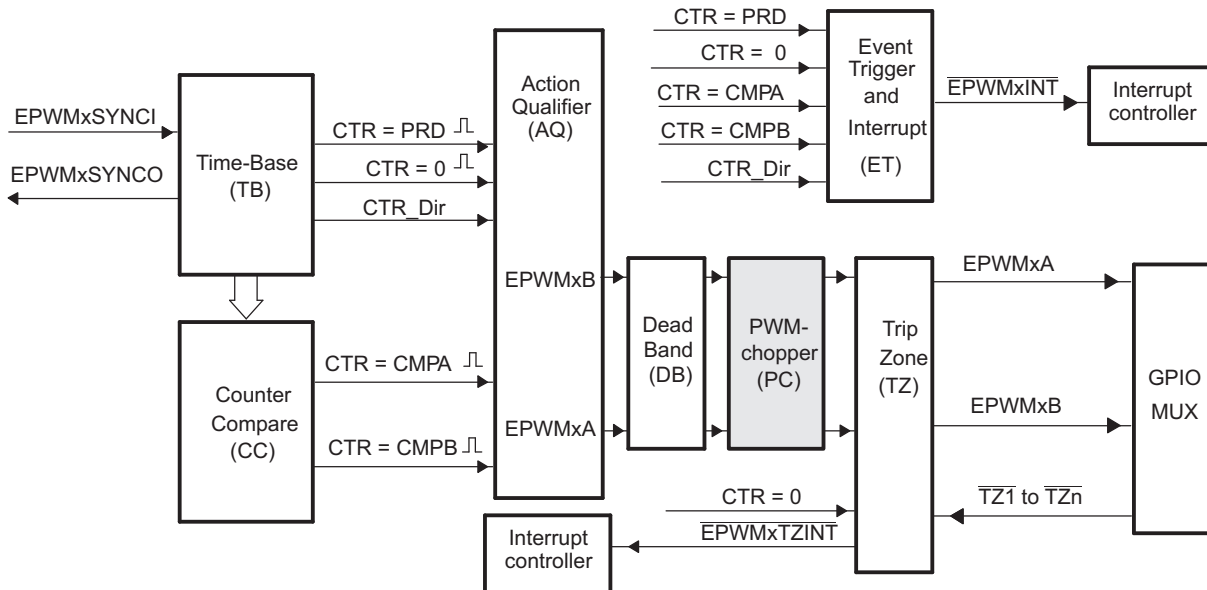 EPWMxSYNCI
EPWMxSYNCO
Time-Base
(TB)
CTR = PRD
CTR = 0
CTR_Dir
Counter
Compare
(CC)
CTR = CMPA
CTR = CMPB
Action
Qualifier
(AQ)
EPWMxB
EPWMxA
CTR = PRD
CTR = 0
CTR = CMPA
CTR = CMPB
CTR_Dir
Event
Trigger
and
Interrupt
(ET)
EPWMxINT
Interrupt
controller
Dead
Band
(DB)
PWM-
chopper
(PC)
Trip
Zone
(TZ)
EPWMxA
EPWMxB
TZ1 to TZn
GPIO
MUX
CTR = 0
EPWMxTZINT
Interrupt
controller